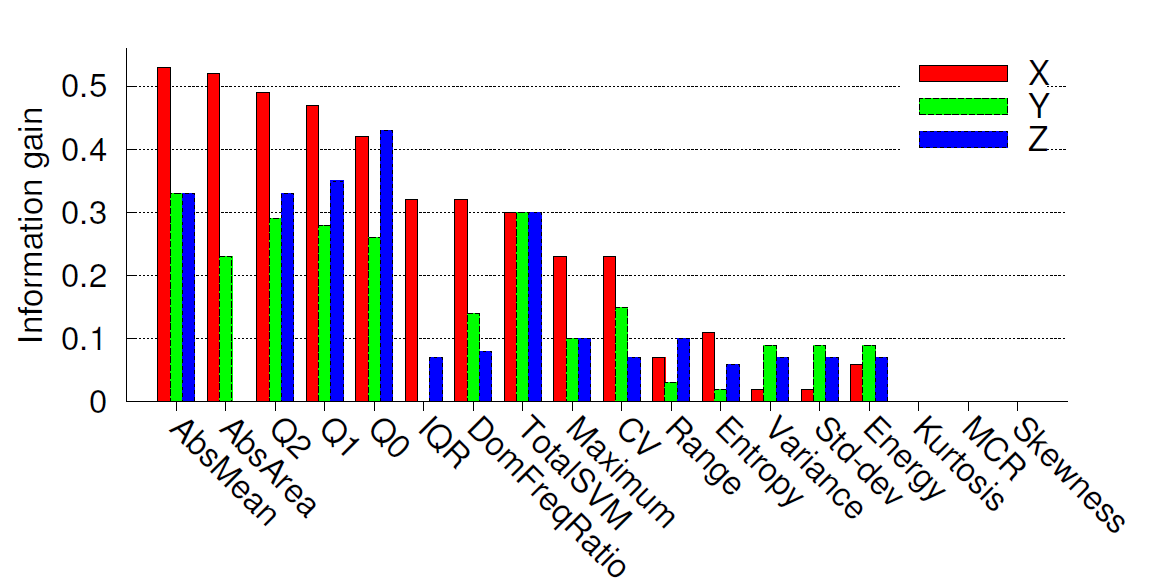 Information gain
0.5
0.4
0.3
0.2
0.1
0
X
Y
Z
AbsMean
AbsArea
Q2
Q1
Q0
IQR
DomFreqRatio
TotalSVM
Maximum
CV
Range
Entropy
Variance
Std-dev
Energy
Kurtosis
MCR
Skewness